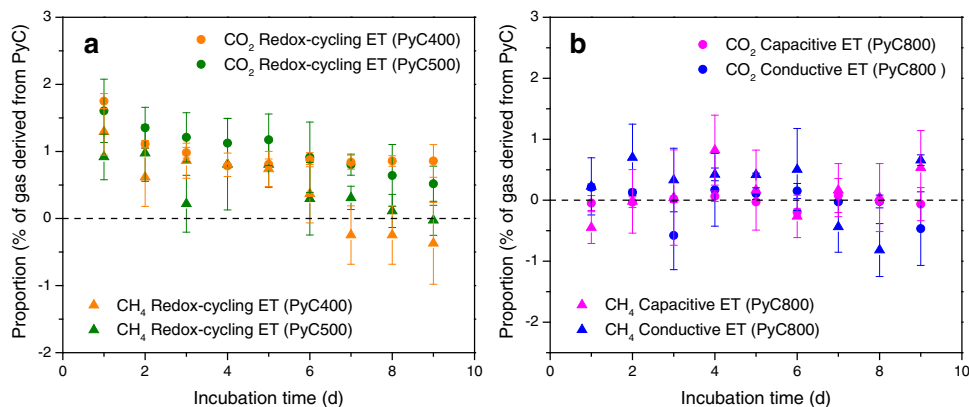 a
CO2 Redox-cycling ET (PyC400)
CO2 Redox-cycling ET (PyC500)
CH4 Redox-cycling ET (PyC400)
CH4 Redox-cycling ET (PyC500)
Proportion (% of gas derived from PyC)
3
2
1
0
-1
-2
0 2 4 6 8 10
Incubation time (d)
b
CO2 Capacitive ET (PyC800)
CO2 Conductive ET (PyC800 )
CH4 Capacitive ET (PyC800)
CH4 Conductive ET (PyC800)
Proportion (% of gas derived from PyC)
3
2
1
0
-1
-2
0 2 4 6 8 10
Incubation time (d)